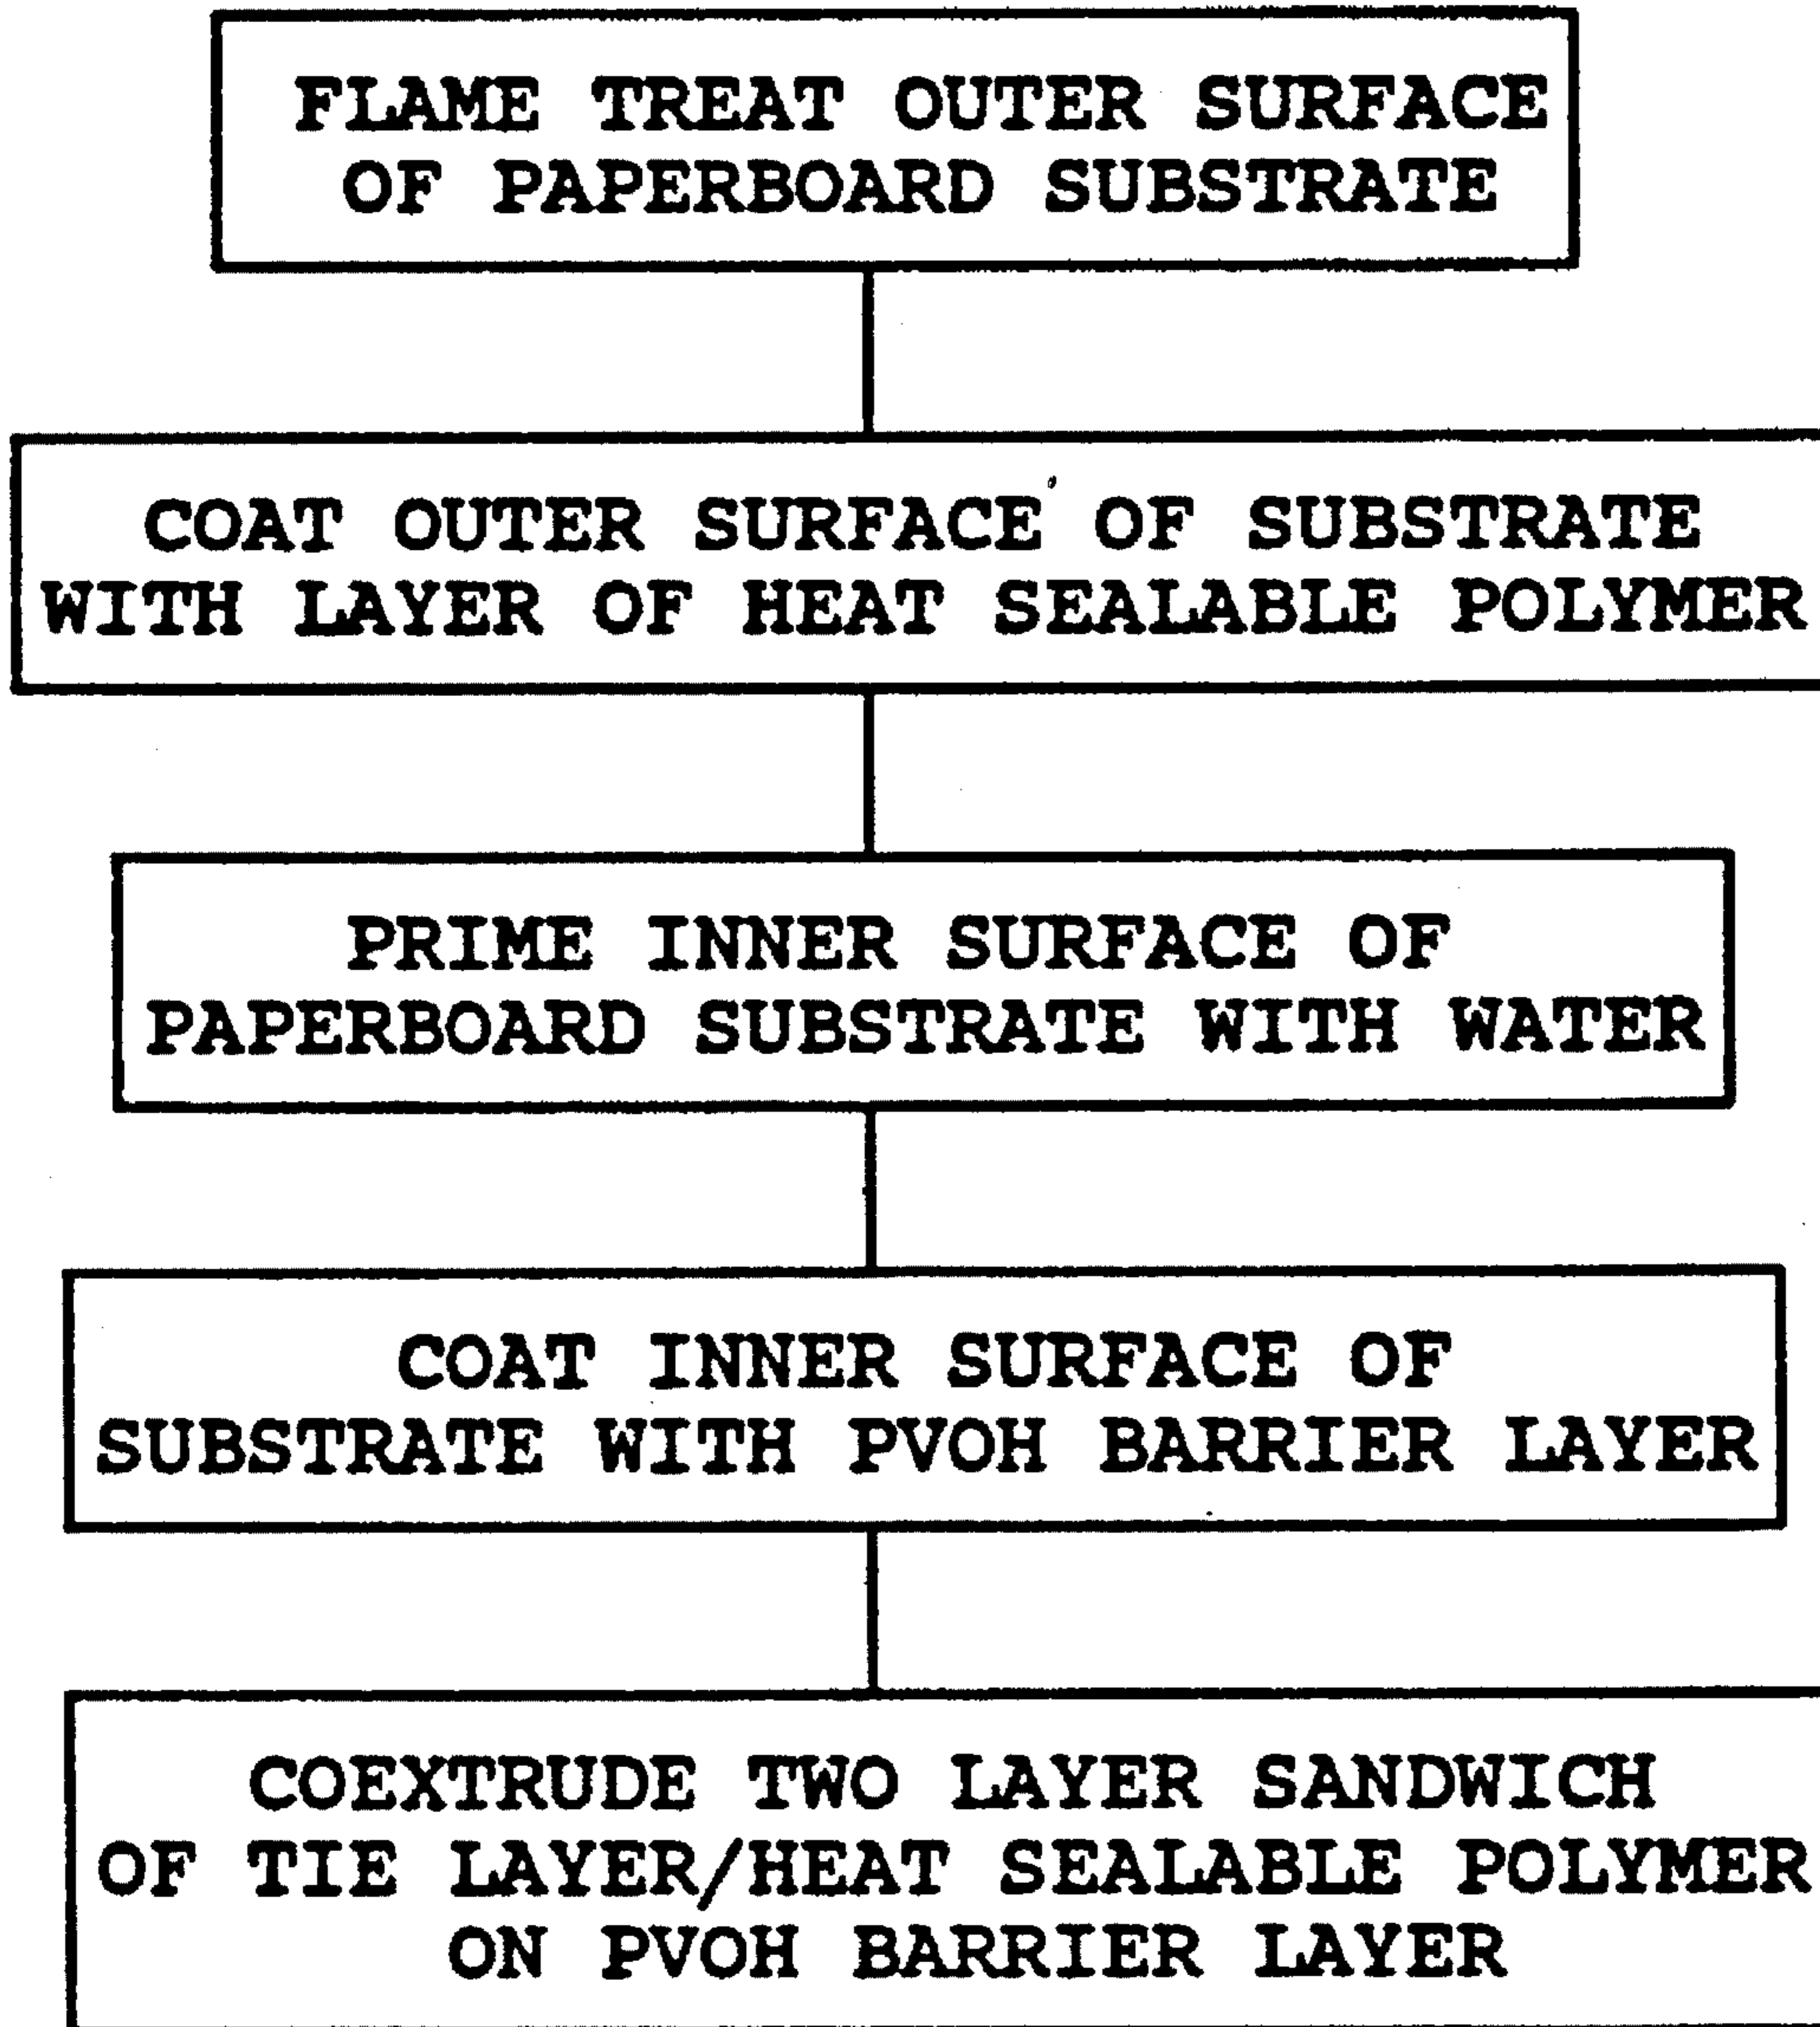 FLAME TREAT OUTER SURFACE
OF PAPERBOARD SUBSTRATE
COAT OUTER SURFACE OF SUBSTRATE
WITH LAYER OF HEAT SEALABLE POLYMER
PRIME INNER SURFACE OF
PAPERBOARD SUBSTRATE WITH WATER
COAT INNER SURFACE OF
SUBSTRATE WITH PVOH BARRIER LAYER
COEXTRUDE TWO LAYER SANDWICH
OF TIE LAYER/HEAT SEALABLE POLYMER
ON PVOH BARRIER LAYER